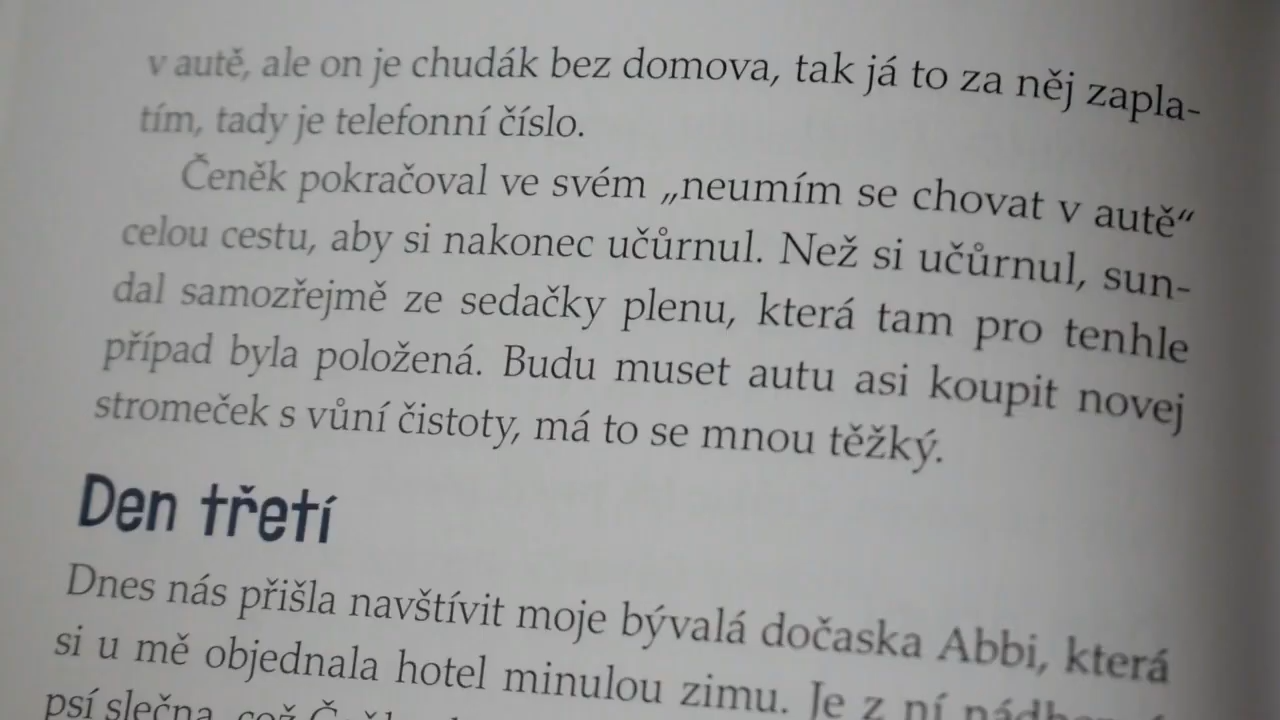 v autě, ale on je chudák bez domova, tak já to za něj zapla-
tím, tady je telefonní číslo.
Čeněk pokračoval ve svém „neumím se chovat v autě“
celou cestu, aby si nakonec učůrnul. Než si učůrnul, sun-
dal samozřejmě ze sedačky plenu, která tam pro tenhle
případ byla položená. Budu muset autu asi koupit novej
stromeček s vůní čistoty, má to se mnou těžký.
Den třetí
Dnes nás přišla navštívit moje bývalá dočaska Abbi, která
si u mě objednala hotel minulou zimu. Je z ní
psí slečna, což